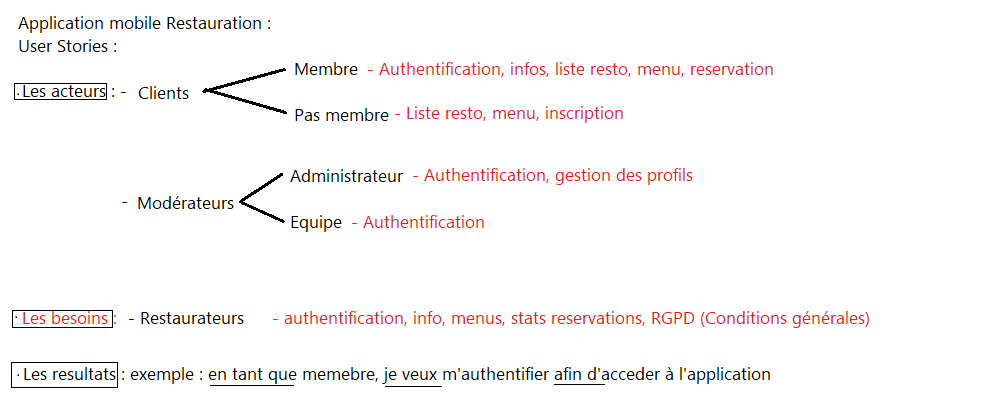 Application mobile Restauration :
User Stories :
Membre - Authentification, infos, liste resto, menu, reservation
. Les acteurs : - Clients
Pas membre - Liste resto, menu, inscription
Administrateur - Authentification, gestion des profils
- Modérateurs
Equipe - Authentification
· Les besoins : - Restaurateurs - authentification, info, menus, stats reservations, RGPD (Conditions générales)
· Les resultats : exemple : en tant que memebre, je veux m'authentifier afin d'acceder à l'application